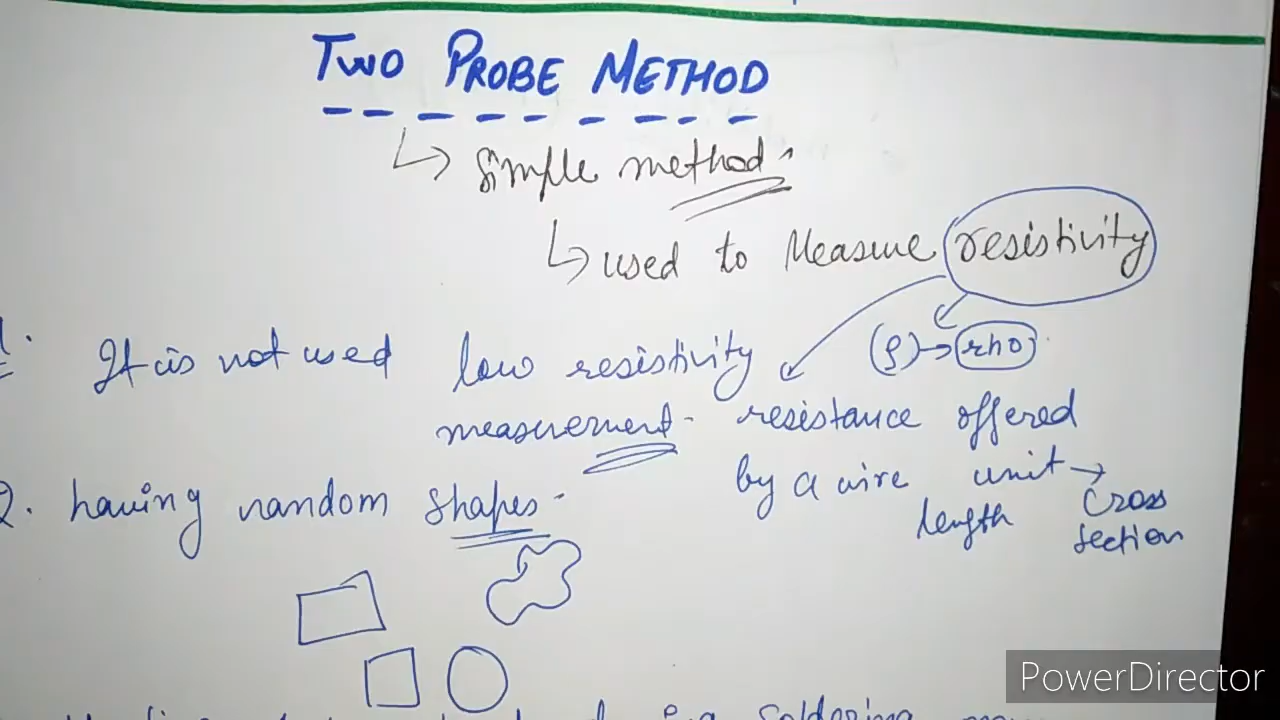 TWO PROBE METHOD
simple method
used to Measure resistivity
(ρ) → rho
1. It is not used low resistivity
measurement.
resistance offered
by a wire unit →
length
Cross
section
2. having random shapes -
e.g. soldering
PowerDirector